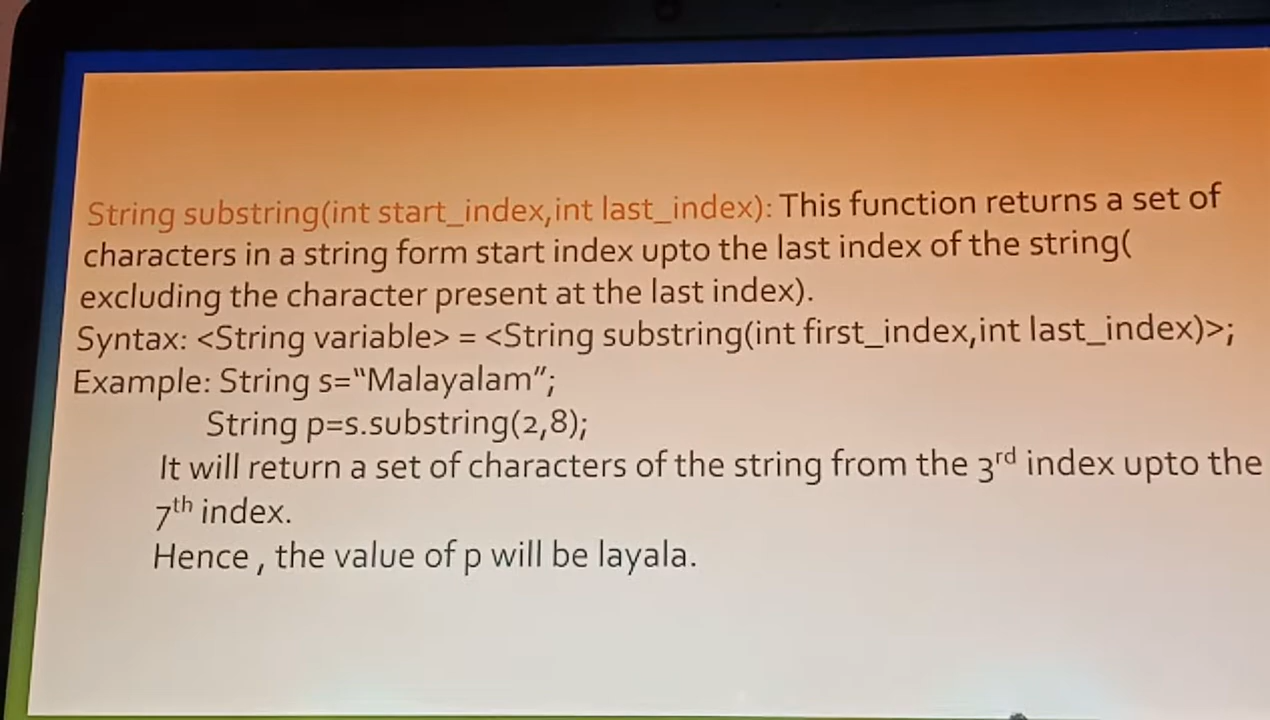 String substring(int start_index,int last_index): This function returns a set of
characters in a string form start index upto the last index of the string(
excluding the character present at the last index).
Syntax: <String variable> = <String substring(int first_index,int last_index)>;
Example: String s=“Malayalam”;
String p=s.substring(2,8);
It will return a set of characters of the string from the 3rd index upto the
7th index.
Hence , the value of p will be layala.